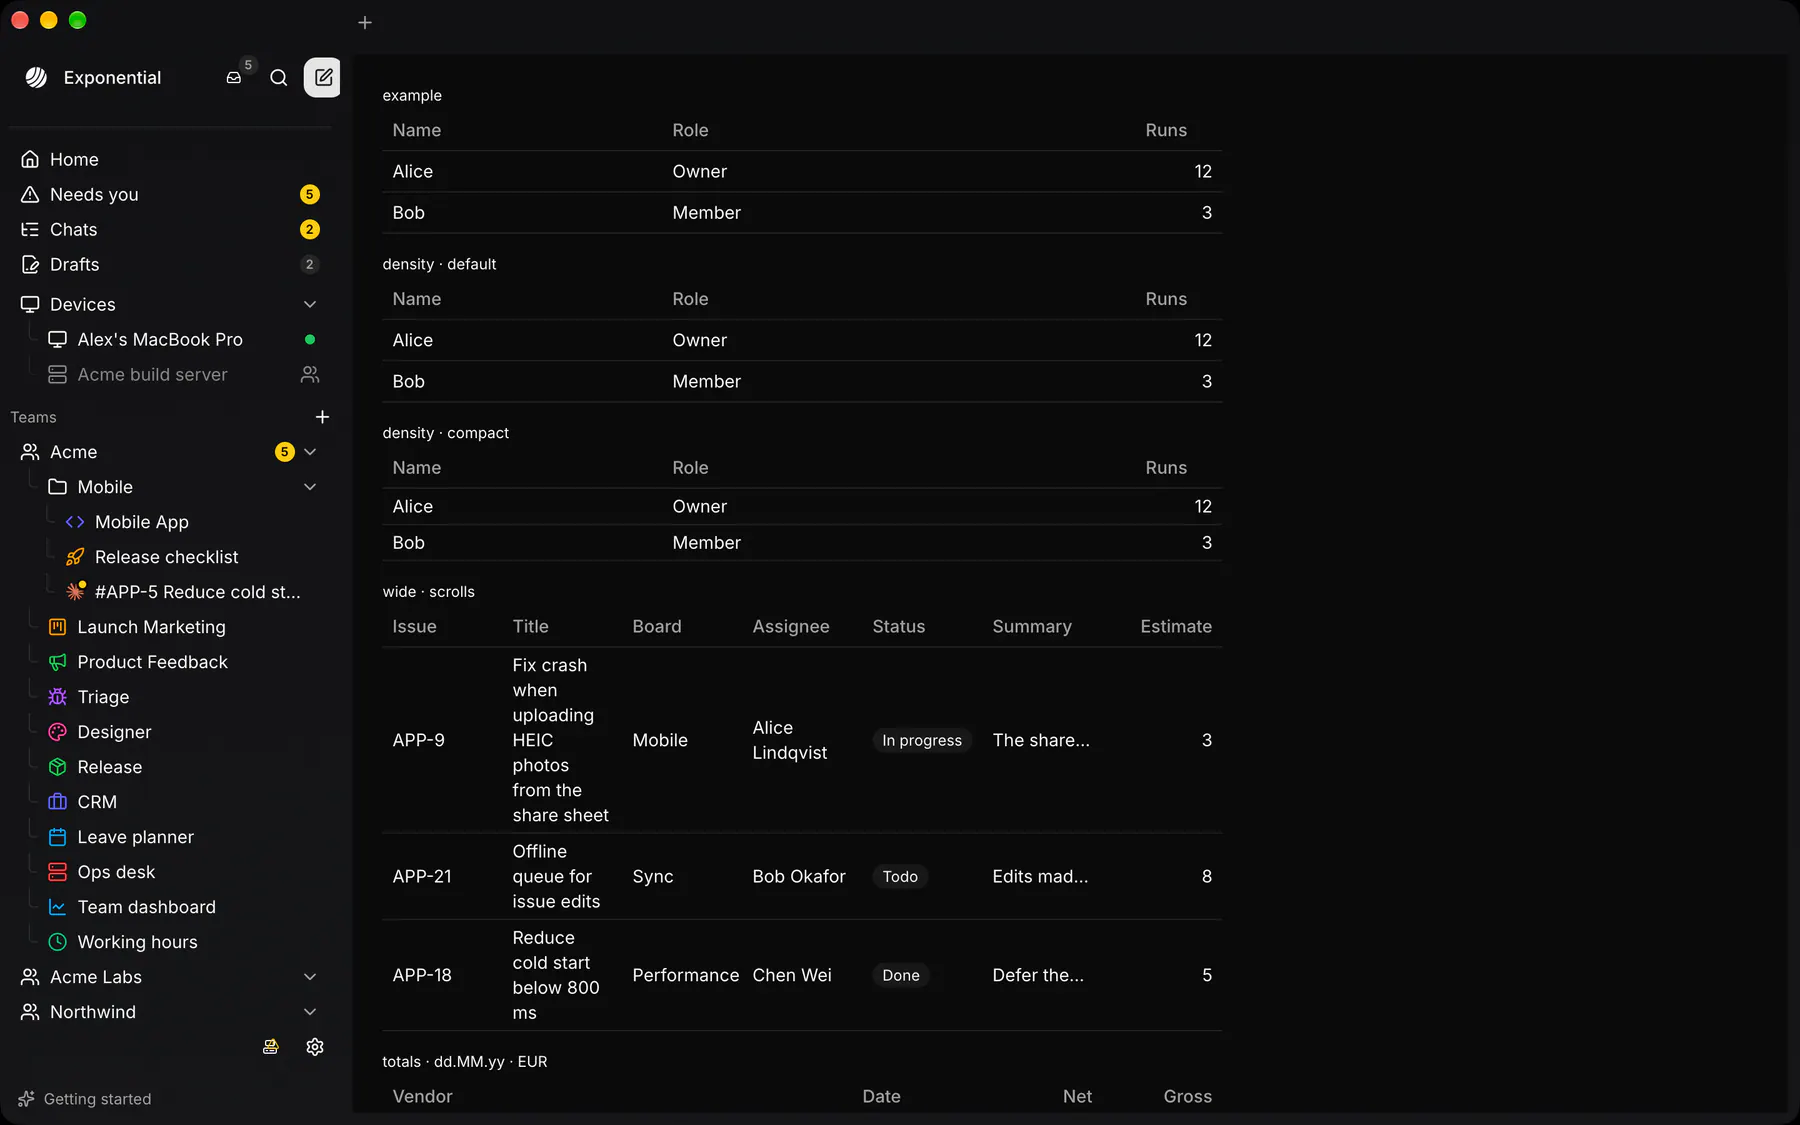 Exponential
5
Home
Needs you 5
Chats 2
Drafts 2
Devices
Alex's MacBook Pro
Acme build server
Teams
Acme 5
Mobile
Mobile App
Release checklist
#APP-5 Reduce cold st...
Launch Marketing
Product Feedback
Triage
Designer
Release
CRM
Leave planner
Ops desk
Team dashboard
Working hours
Acme Labs
Northwind
Getting started
example
Name Role Runs
Alice Owner 12
Bob Member 3
density · default
Name Role Runs
Alice Owner 12
Bob Member 3
density · compact
Name Role Runs
Alice Owner 12
Bob Member 3
wide · scrolls
Issue Title Board Assignee Status Summary Estimate
APP-9
Fix crash
when
uploading
HEIC
photos
from the
share sheet
Mobile
Alice
Lindqvist
In progress
The share...
3
APP-21
Offline
queue for
issue edits
Sync
Bob Okafor
Todo
Edits mad...
8
APP-18
Reduce
cold start
below 800
ms
Performance
Chen Wei
Done
Defer the...
5
totals · dd.MM.yy · EUR
Vendor Date Net Gross